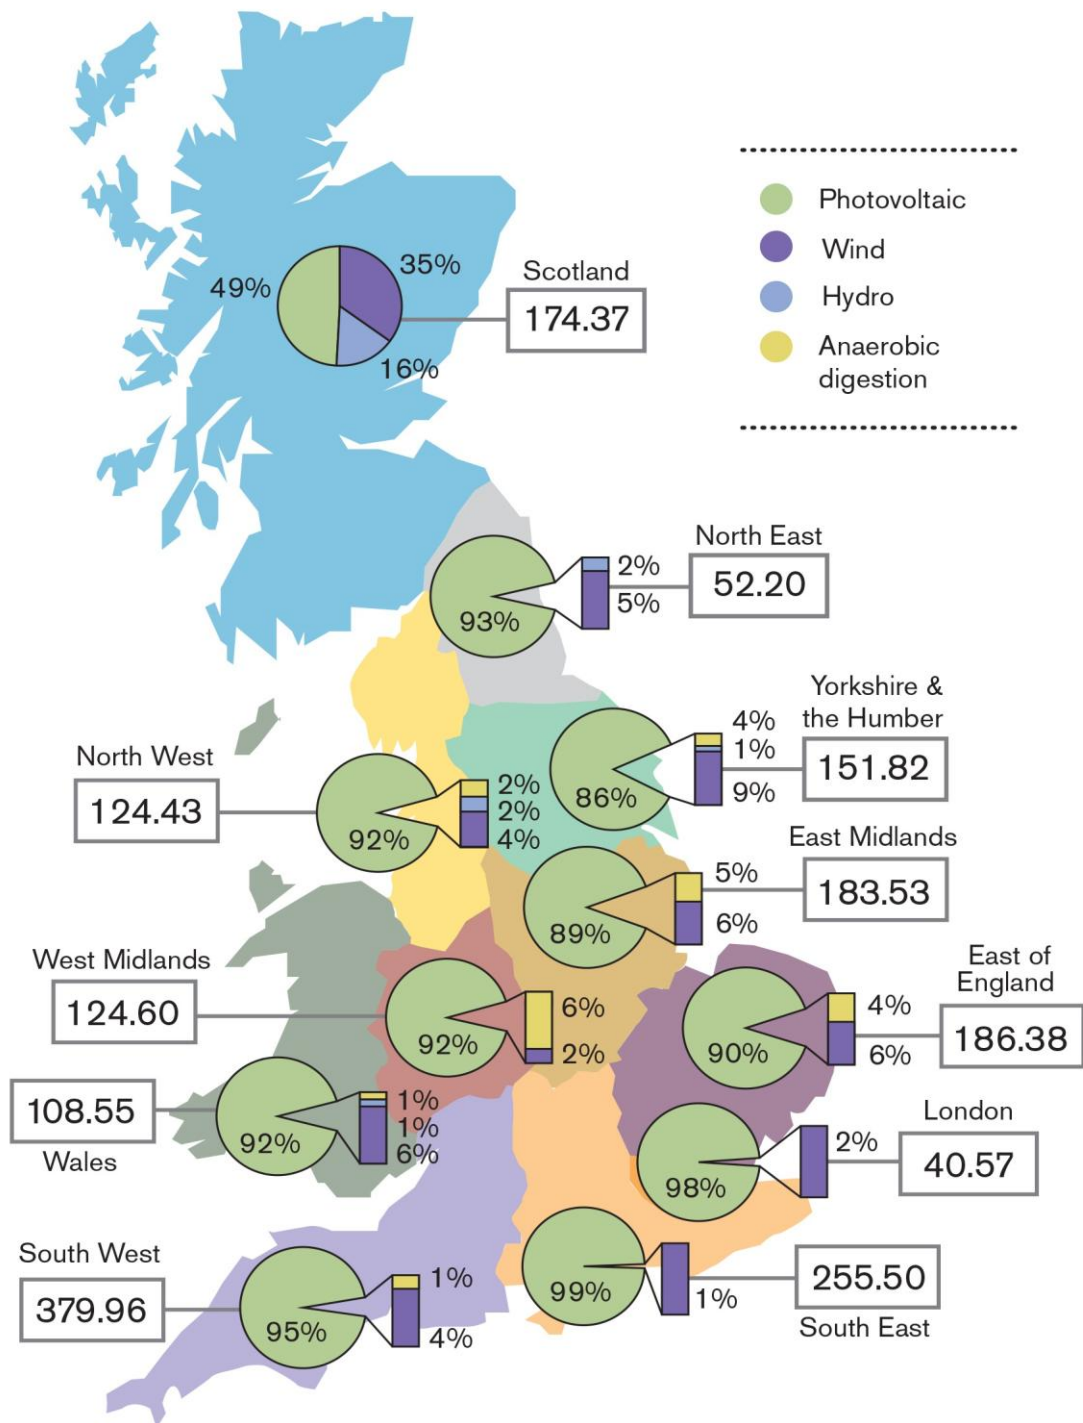 Photovoltaic
Wind
Hydro
Anaerobic
digestion
49%
35%
16%
Scotland
174.37
North East
52.20
2%
5%
93%
Yorkshire &
the Humber
151.82
4%
1%
9%
86%
North West
124.43
2%
2%
4%
92%
East Midlands
183.53
5%
6%
89%
West Midlands
124.60
6%
2%
92%
East of
England
186.38
4%
6%
90%
108.55
Wales
1%
1%
6%
92%
London
40.57
2%
98%
South West
379.96
1%
4%
95%
255.50
South East
1%
99%